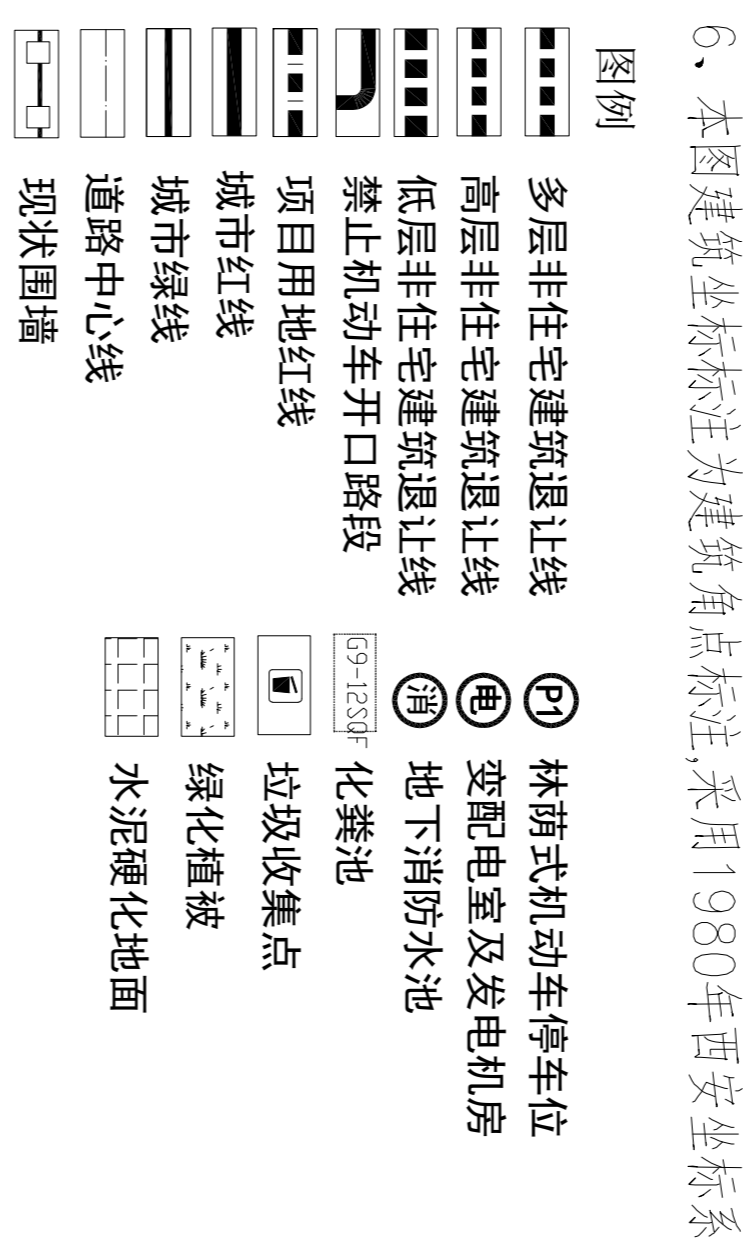 6、本图建筑坐标标注为建筑角点标注,采用1980年西安坐标系
图例
多层非住宅建筑退让线
高层非住宅建筑退让线
低层非住宅建筑退让线
禁止机动车开口路段
项目用地红线
城市红线
城市绿线
道路中心线
现状围墙
P1 林荫式机动车停车位
电 变配电室及发电机房
消 地下消防水池
G9-12SQF 化粪池
垃圾收集点
绿化植被
水泥硬化地面